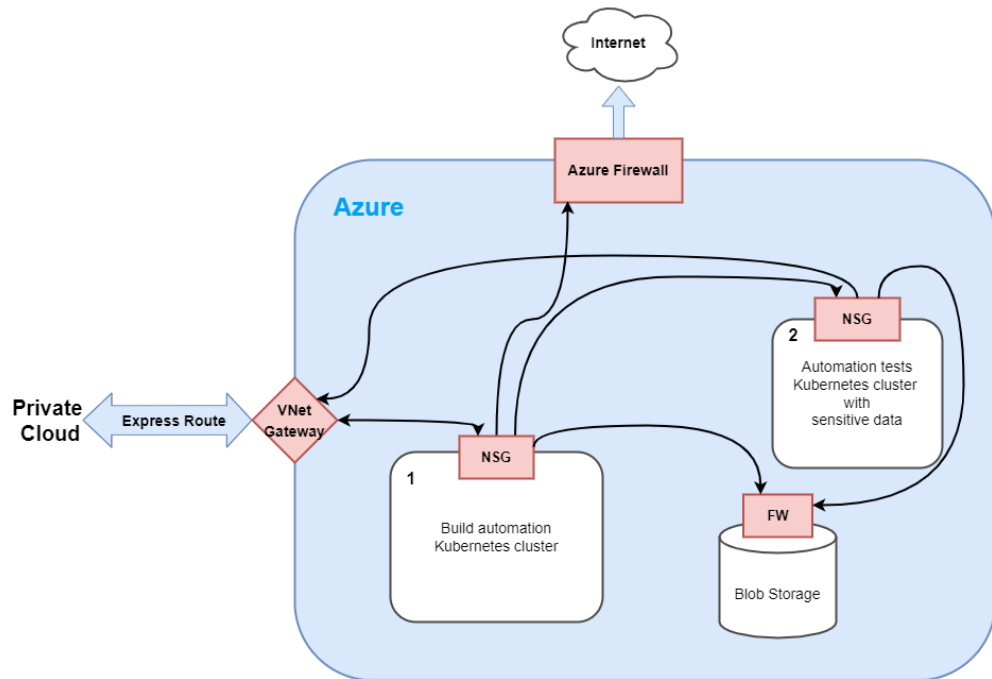 Internet
Azure Firewall
Azure
NSG
2
Automation tests
Kubernetes cluster
with
sensitive data
Private
Cloud
Express Route
VNet
Gateway
NSG
1
Build automation
Kubernetes cluster
FW
Blob Storage